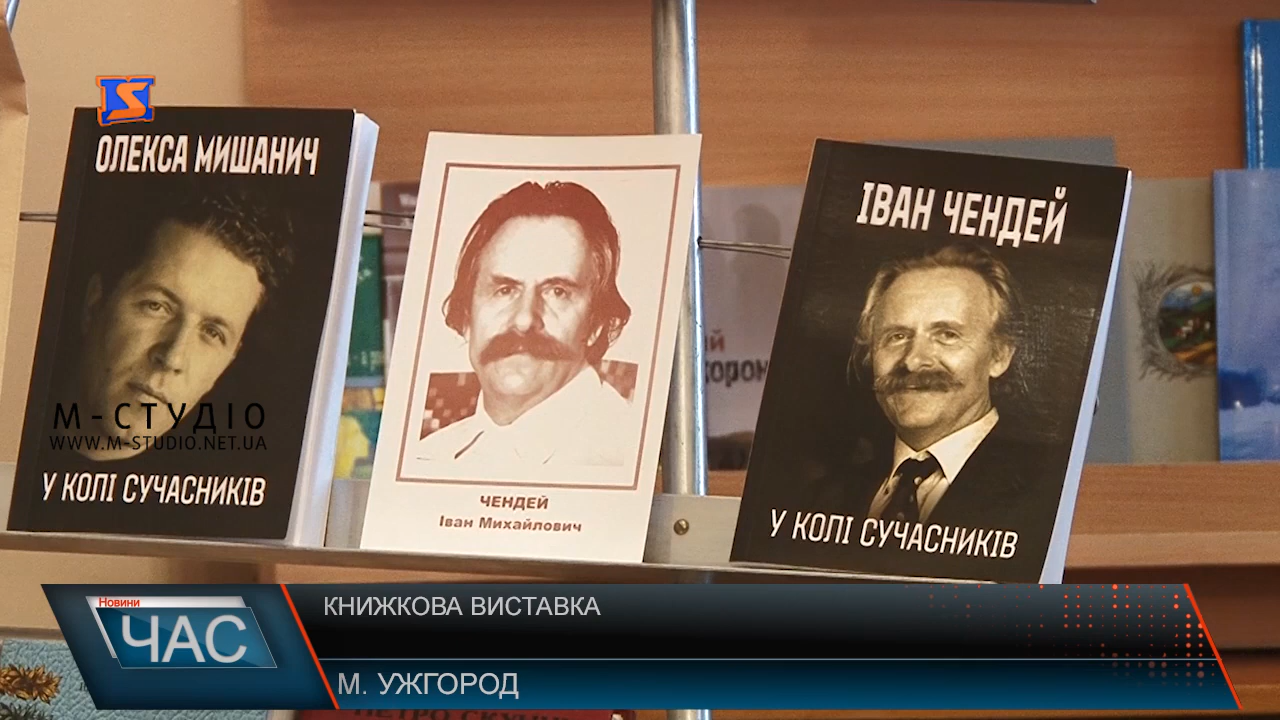 ОЛЕКСА МИШАНИЧ
У КОЛІ СУЧАСНИКІВ
М-СТУДІО
WWW.M-STUDIO.NET.UA
ЧЕНДЕЙ
Іван Михайлович
ІВАН ЧЕНДЕЙ
У КОЛІ СУЧАСНИКІВ
Новини
ЧАС
КНИЖКОВА ВИСТАВКА
М. УЖГОРОД